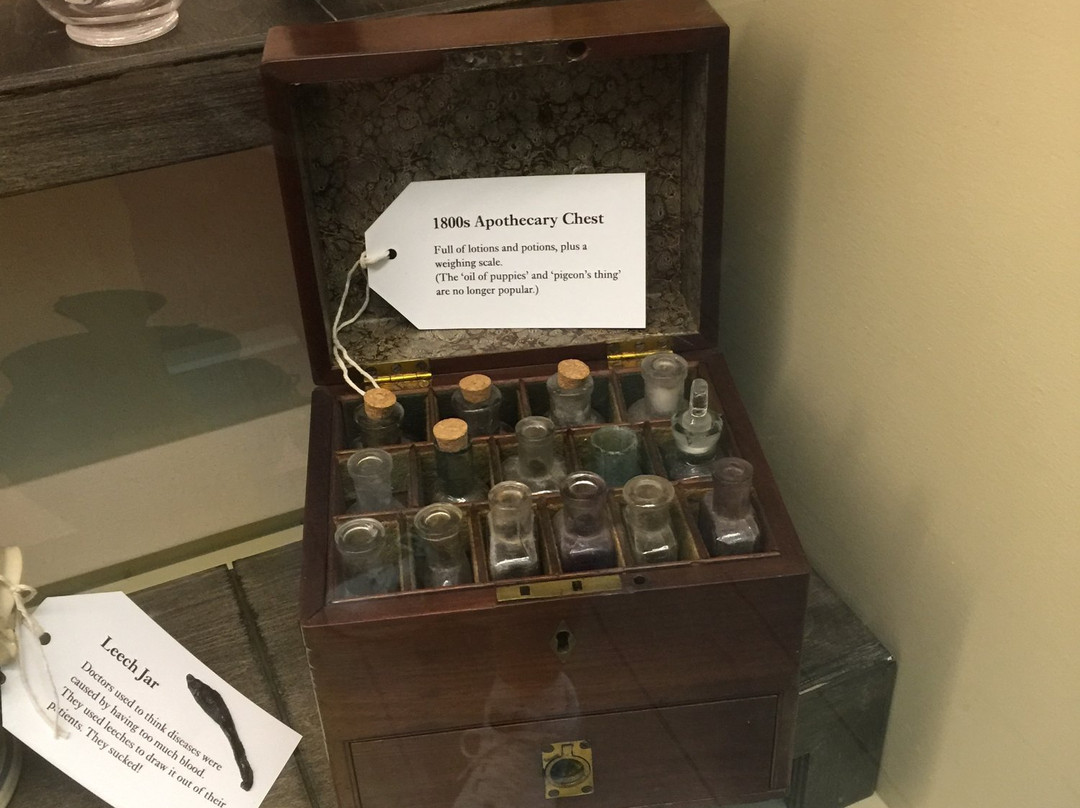 1800s Apothecary Chest
Full of lotions and potions, plus a
weighing scale.
(The ‘oil of puppies’ and ‘pigeon’s thing’
are no longer popular.)
Leech Jar
Doctors used to think diseases were
caused by having too much blood.
They used leeches to draw it out of their
patients. They sucked!